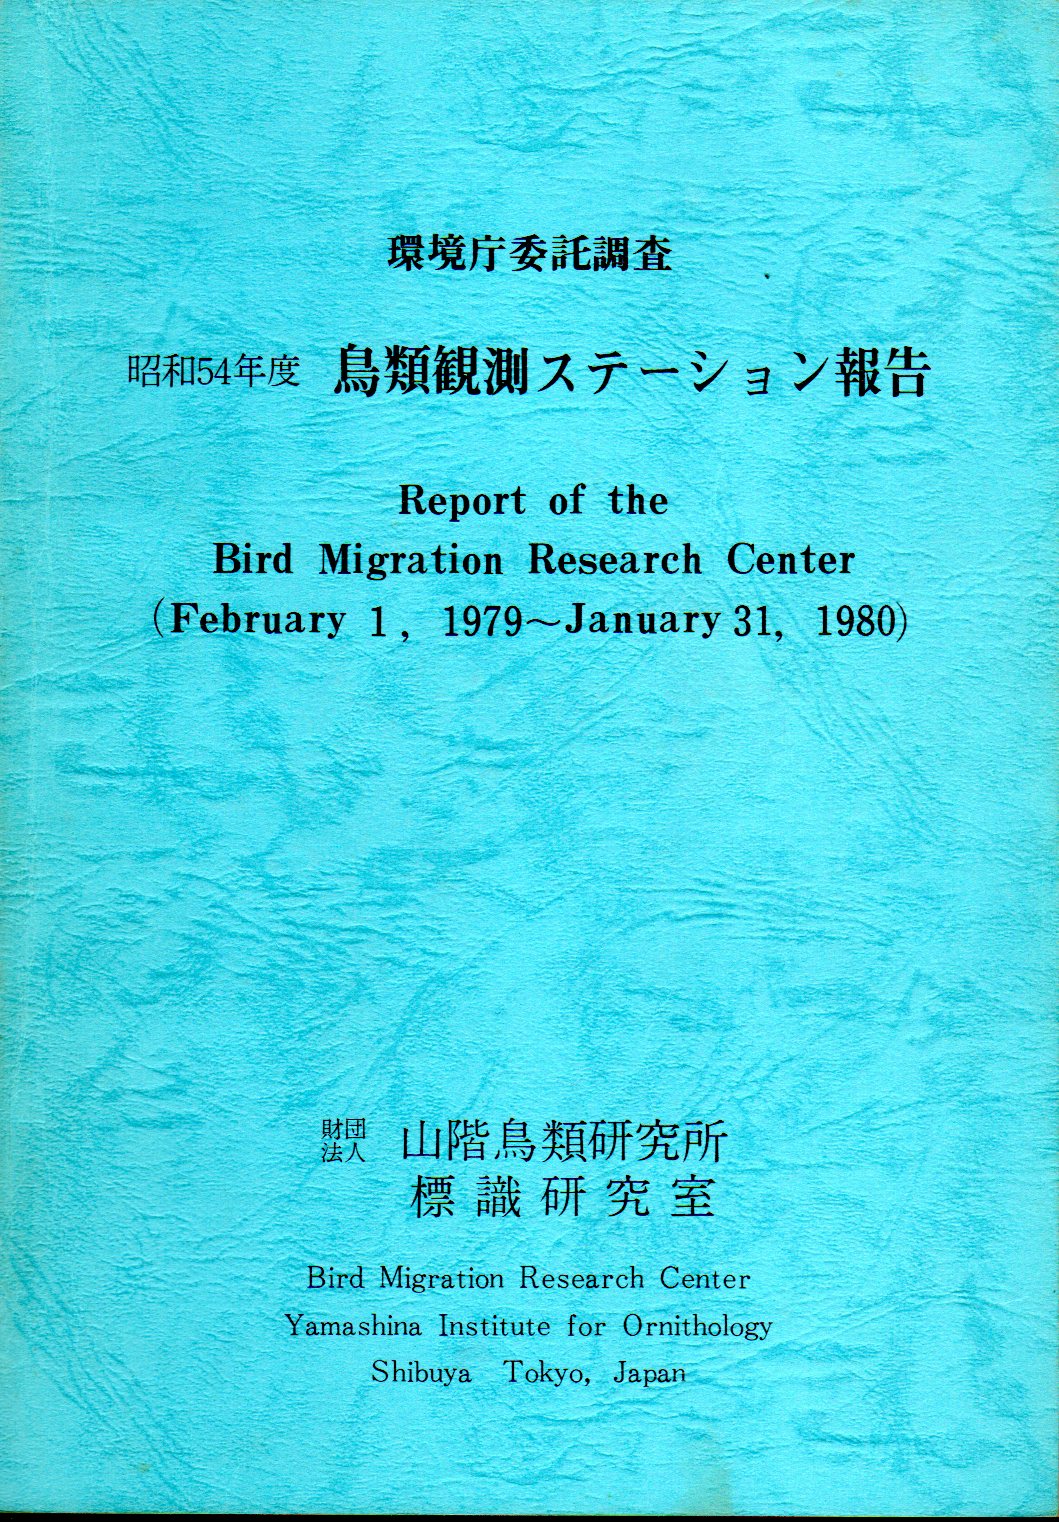 環境庁委託調査
昭和54年度 鳥類観測ステーション報告
Report of the
Bird Migration Research Center
(February 1, 1979～January 31, 1980)
財団法人 山階鳥類研究所
標識研究室
Bird Migration Research Center
Yamashina Institute for Ornithology
Shibuya Tokyo, Japan